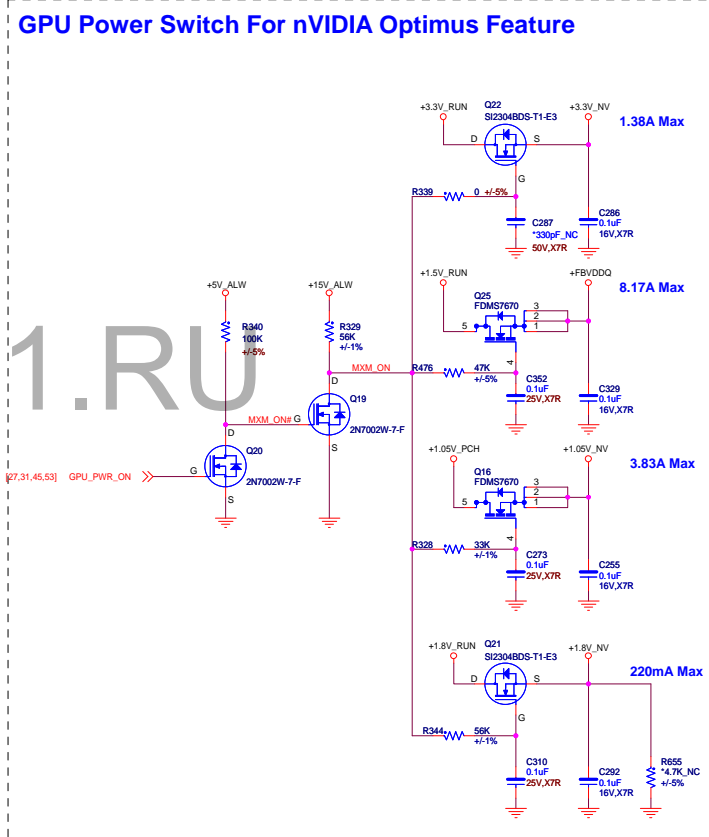 GPU Power Switch For nVIDIA Optimus Feature
+3.3V_RUN
Q22
SI2304BDS-T1-E3
+3.3V_NV
1.38A Max
D
S
G
R339
0 +/-5%
C287
*330pF_NC
50V,X7R
C286
0.1uF
16V,X7R
+5V_ALW
+15V_ALW
+1.5V_RUN
Q25
FDMS7670
+FBVDDQ
8.17A Max
5
3
2
1
4
R340
100K
+/-5%
R329
56K
+/-1%
MXM_ON
R476
47K
+/-5%
C352
0.1uF
25V,X7R
C329
0.1uF
16V,X7R
1.RU
D
Q19
MXM_ON#
G
2N7002W-7-F
S
D
Q20
[27,31,45,53]
GPU_PWR_ON
G
2N7002W-7-F
S
+1.05V_PCH
Q16
FDMS7670
+1.05V_NV
3.83A Max
5
3
2
1
4
R328
33K
+/-1%
C273
0.1uF
25V,X7R
C255
0.1uF
16V,X7R
+1.8V_RUN
Q21
SI2304BDS-T1-E3
+1.8V_NV
220mA Max
D
S
G
R344
56K
+/-1%
C310
0.1uF
25V,X7R
C292
0.1uF
16V,X7R
R655
*4.7K_NC
+/-5%